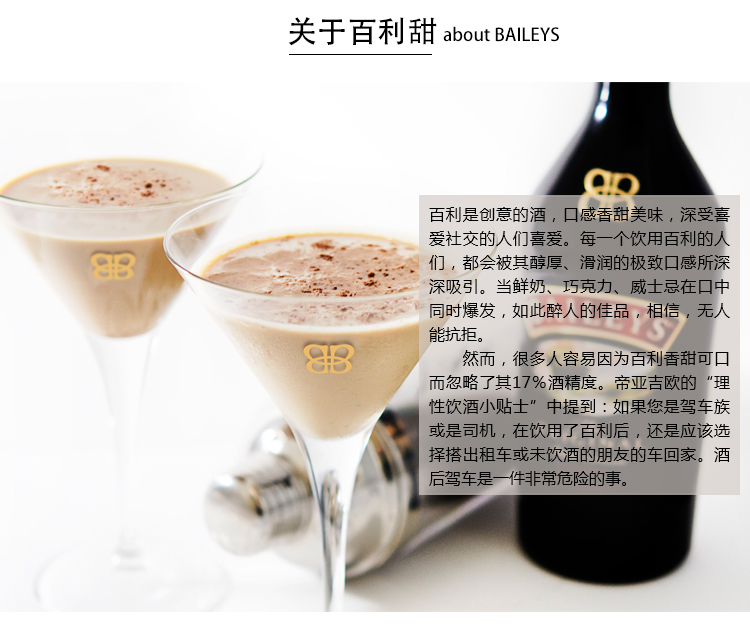 关于百利甜 about BAILEYS
百利是创意的酒，口感香甜美味，深受喜
爱社交的人们喜爱。每一个饮用百利的人
们，都会被其醇厚、滑润的极致口感所深
深吸引。当鲜奶、巧克力、威士忌在口中
同时爆发，如此醉人的佳品，相信，无人
能抗拒。
然而，很多人容易因为百利香甜可口
而忽略了其17%酒精度。帝亚吉欧的“理
性饮酒小贴士”中提到：如果您是驾车族
或是司机，在饮用了百利后，还是应该选
择搭出租车或未饮酒的朋友的车回家。酒
后驾车是一件非常危险的事。
BAILEYS